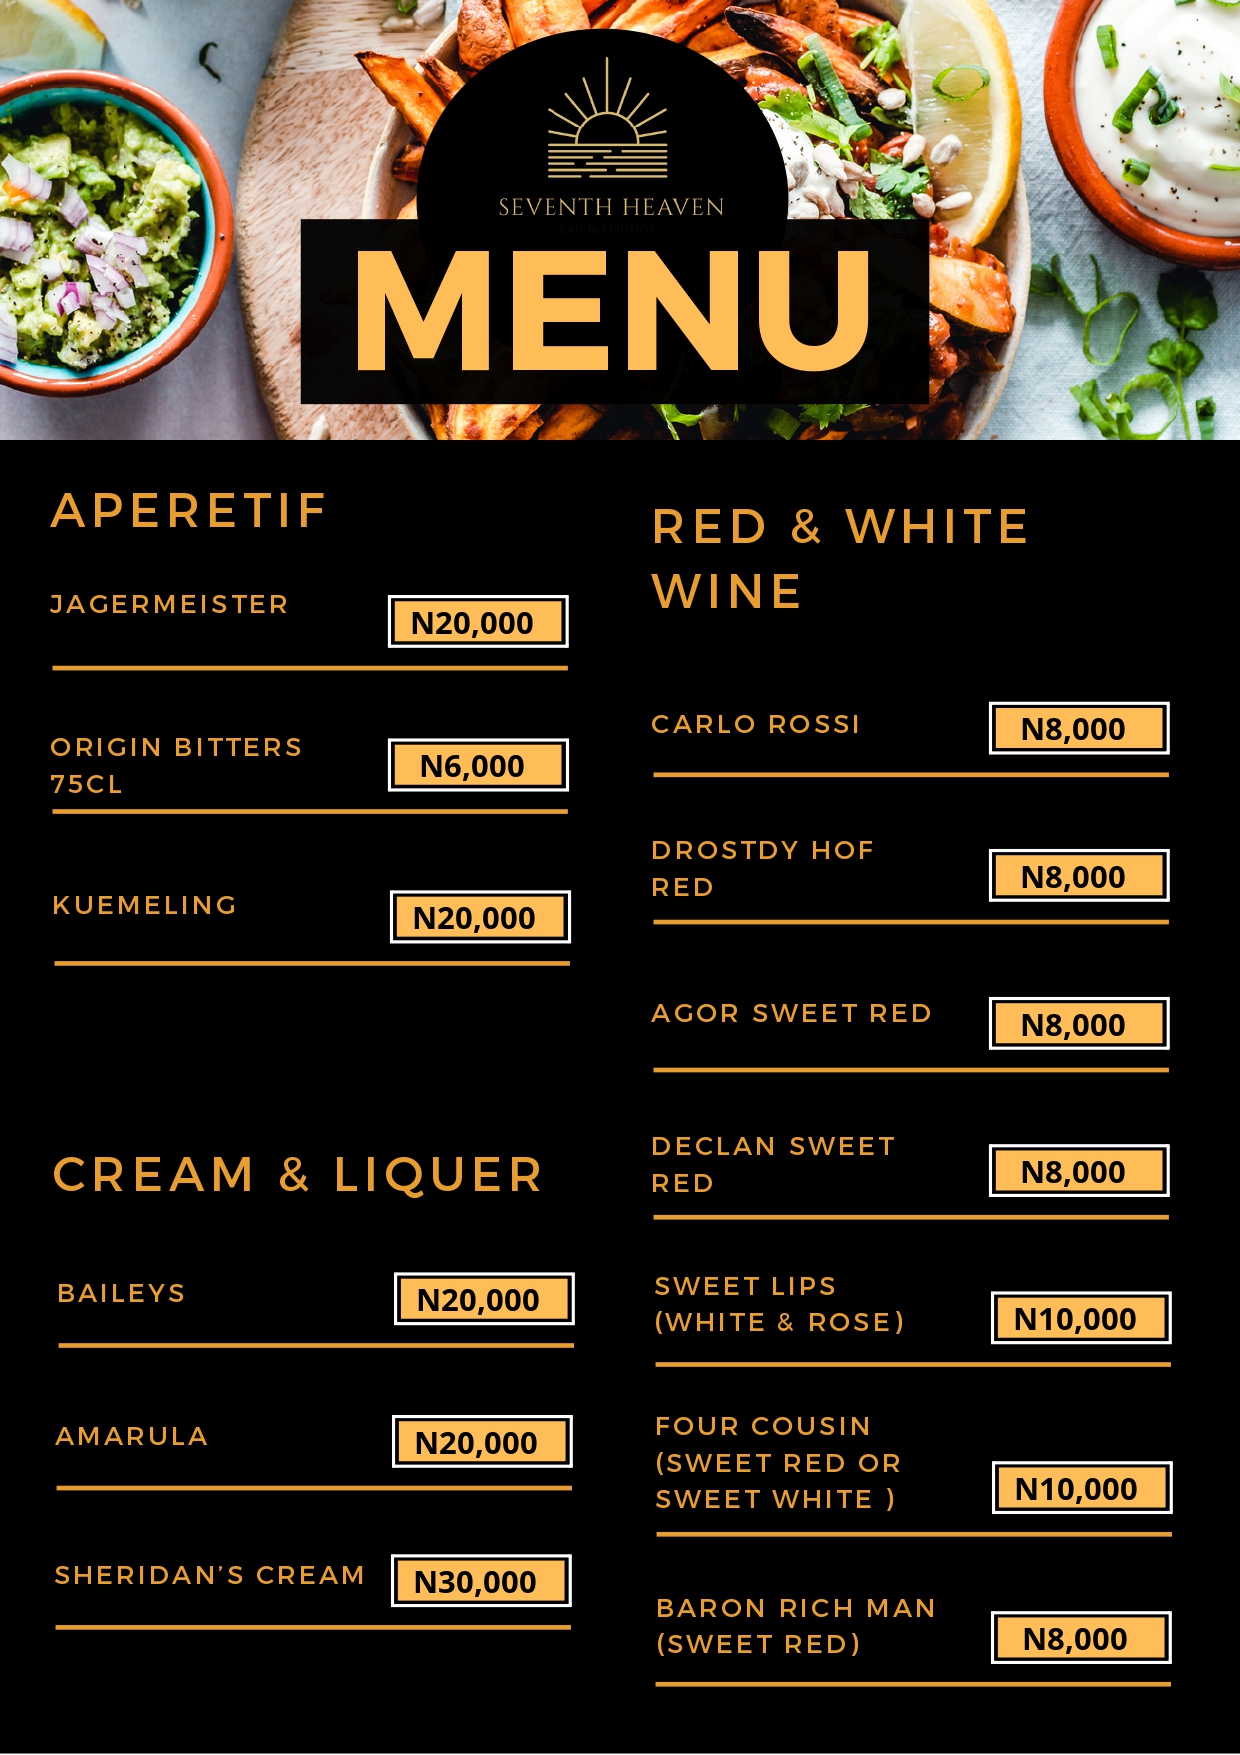 SEVENTH HEAVEN
BAR & LOUNGE
MENU
APERETIF
JAGERMEISTER
N20,000
ORIGIN BITTERS
75CL
N6,000
KUEMELING
N20,000
CREAM & LIQUER
BAILEYS
N20,000
AMARULA
N20,000
SHERIDAN'S CREAM
N30,000
RED & WHITE
WINE
CARLO ROSSI
N8,000
DROSTDY HOF
RED
N8,000
AGOR SWEET RED
N8,000
DECLAN SWEET
RED
N8,000
SWEET LIPS
(WHITE & ROSE)
N10,000
FOUR COUSIN
(SWEET RED OR
SWEET WHITE )
N10,000
BARON RICH MAN
(SWEET RED)
N8,000